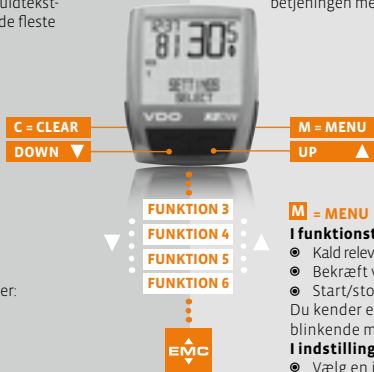 uldtekst-
de fleste
betjeningen me
12:37
81 30 5
SETTINGS
SELECT
VDO
C = CLEAR
DOWN ▼
M = MENU
UP ▲
FUNKTION 3
FUNKTION 4
FUNKTION 5
FUNKTION 6
EMC
er:
M = MENU
I funktionst
Kald relev
Bekræft v
Start/sto
Du kender e
blinkende m
I indstilling
Vælg en i